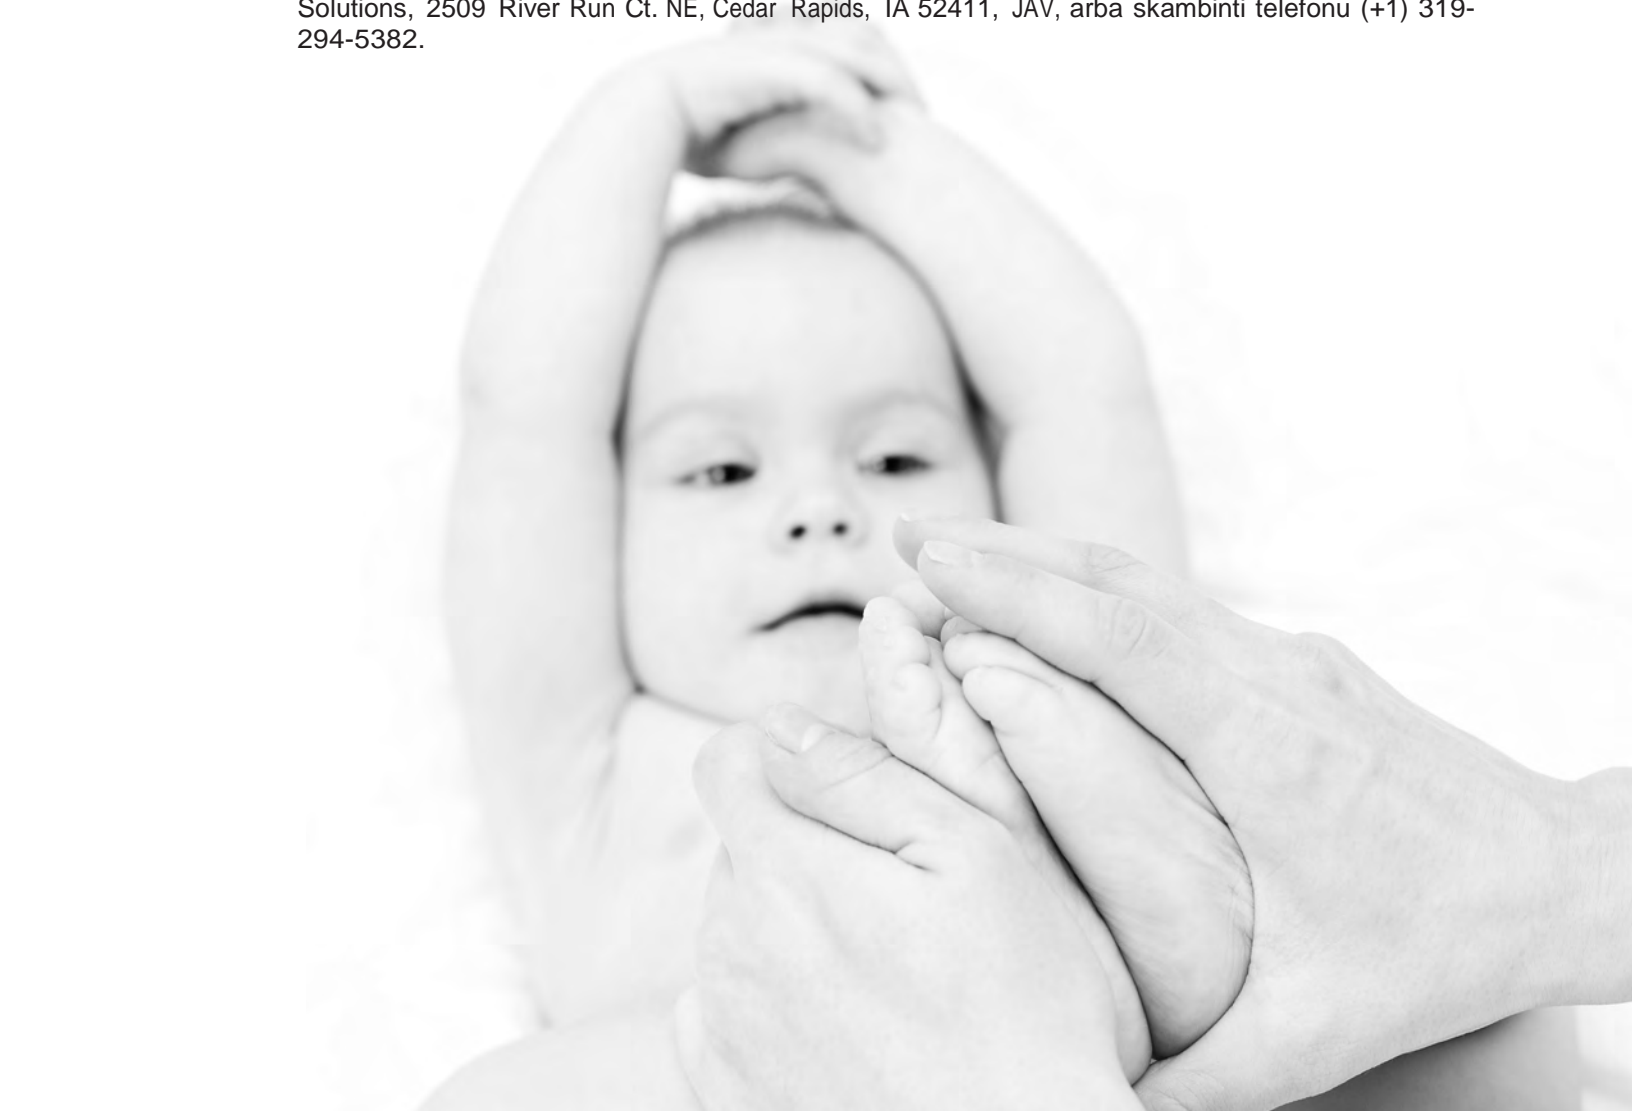 Solutions, 2509 River Run Ct. NE, Cedar Rapids, IA 52411, JAV, arba skambinti telefonu (+1) 319-
294-5382.